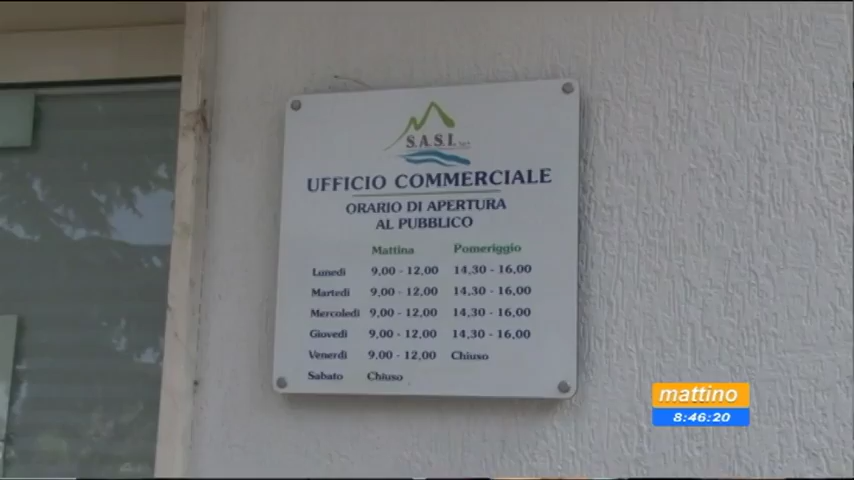 S.A.S.I.
UFFICIO COMMERCIALE
ORARIO DI APERTURA
AL PUBBLICO
Mattina Pomeriggio
Lunedì 9,00 - 12,00 14,30 - 16,00
Martedì 9,00 - 12,00 14,30 - 16,00
Mercoledì 9,00 - 12,00 14,30 - 16,00
Giovedì 9,00 - 12,00 14,30 - 16,00
Venerdì 9,00 - 12,00 Chiuso
Sabato Chiuso
mattino
8:46:20